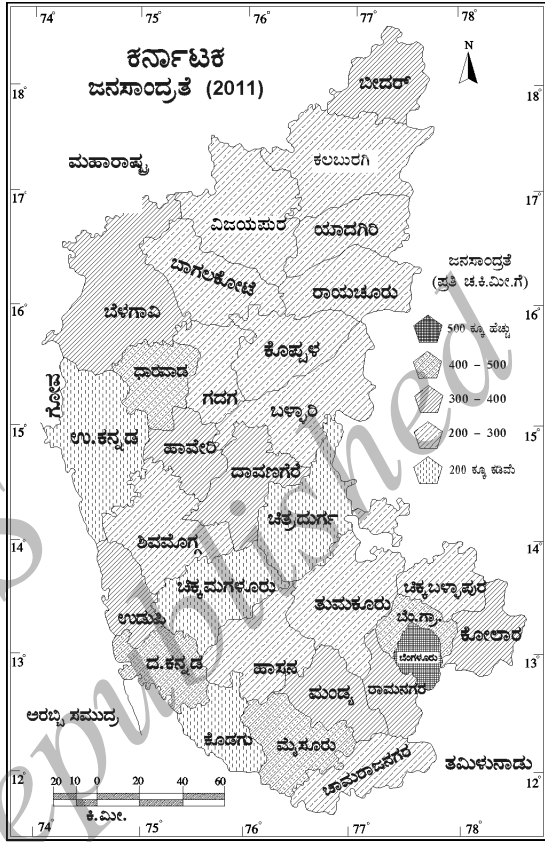 74° 75° 76° 77° 78°
ಕರ್ನಾಟಕ
ಜನಸಾಂದ್ರತೆ (2011)
N
ಬೀದರ್
18° 18°
ಮಹಾರಾಷ್ಟ್ರ
ಕಲಬುರಗಿ
17° 17°
ವಿಜಯಪುರ
ಯಾದಗಿರಿ
ಬಾಗಲಕೋಟೆ
ರಾಯಚೂರು
ಜನಸಾಂದ್ರತೆ
(ಪ್ರತಿ ಚ.ಕಿ.ಮೀ.ಗೆ)
500 ಕ್ಕೂ ಹೆಚ್ಚು
400 – 500
300 – 400
200 – 300
200 ಕ್ಕೂ ಕಡಿಮೆ
16° 16°
ಬೆಳಗಾವಿ
ಕೊಪ್ಪಳ
ಧಾರವಾಡ
ಗದಗ
ಗೋವಾ
ಬಳ್ಳಾರಿ
15° 15°
ಉ.ಕನ್ನಡ
ಹಾವೇರಿ
ದಾವಣಗೆರೆ
ಚಿತ್ರದುರ್ಗ
14° 14°
ಶಿವಮೊಗ್ಗ
ಚಿಕ್ಕಮಗಳೂರು
ತುಮಕೂರು
ಚಿಕ್ಕಬಳ್ಳಾಪುರ
ಉಡುಪಿ
ಬೆಂ.ಗ್ರಾ.
ಕೋಲಾರ
13° 13°
ದ.ಕನ್ನಡ
ಹಾಸನ
ಬೆಂಗಳೂರು
ಮಂಡ್ಯ
ರಾಮನಗರ
ಅರಬ್ಬಿ ಸಮುದ್ರ
ಕೊಡಗು
ಮೈಸೂರು
ಚಾಮರಾಜನಗರ
ತಮಿಳುನಾಡು
12° 12°
20 10 0 20 40 60
ಕಿ.ಮೀ.
74° 75° 76° 77° 78°